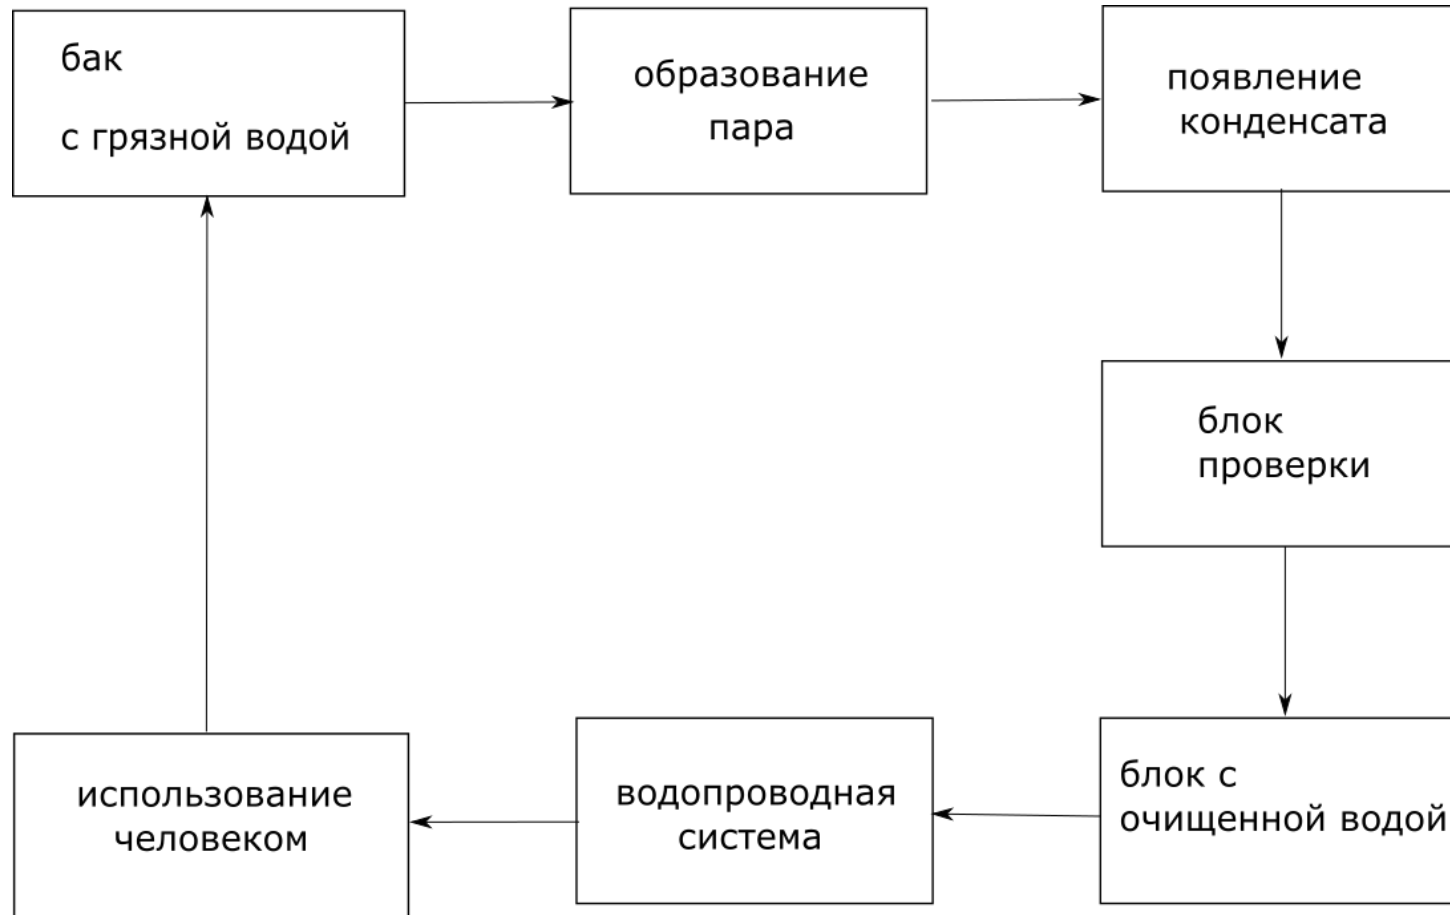 бак
с грязной водой
образование
пара
появление
конденсата
блок
проверки
блок с
очищенной водой
водопроводная
система
использование
человеком